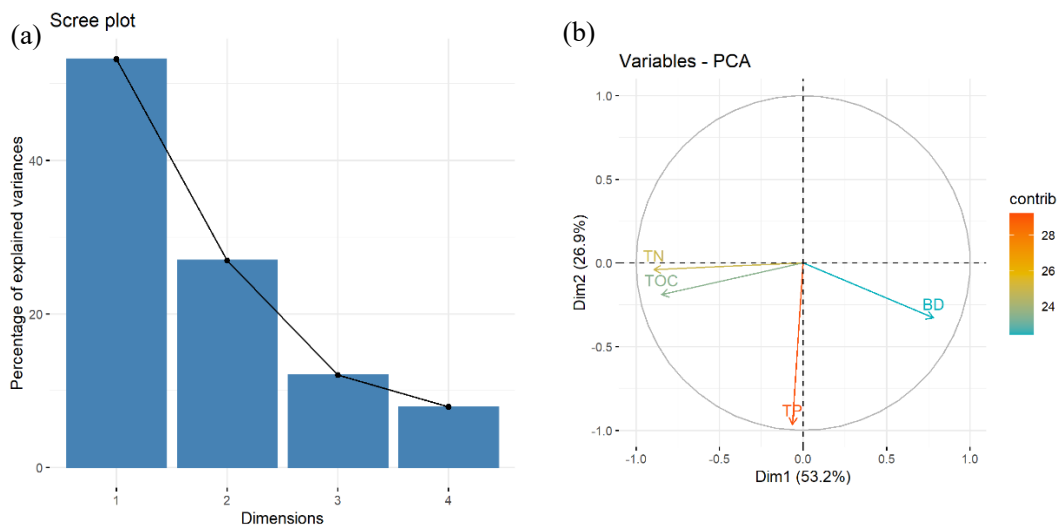 (a)
Scree plot
Percentage of explained variances
40
20
0
1
2
3
4
Dimensions
(b)
Variables - PCA
Dim2 (26.9%)
1.0
0.5
0.0
-0.5
-1.0
TN
TOC
BD
TP
-1.0
-0.5
0.0
0.5
1.0
Dim1 (53.2%)
contrib
28
26
24